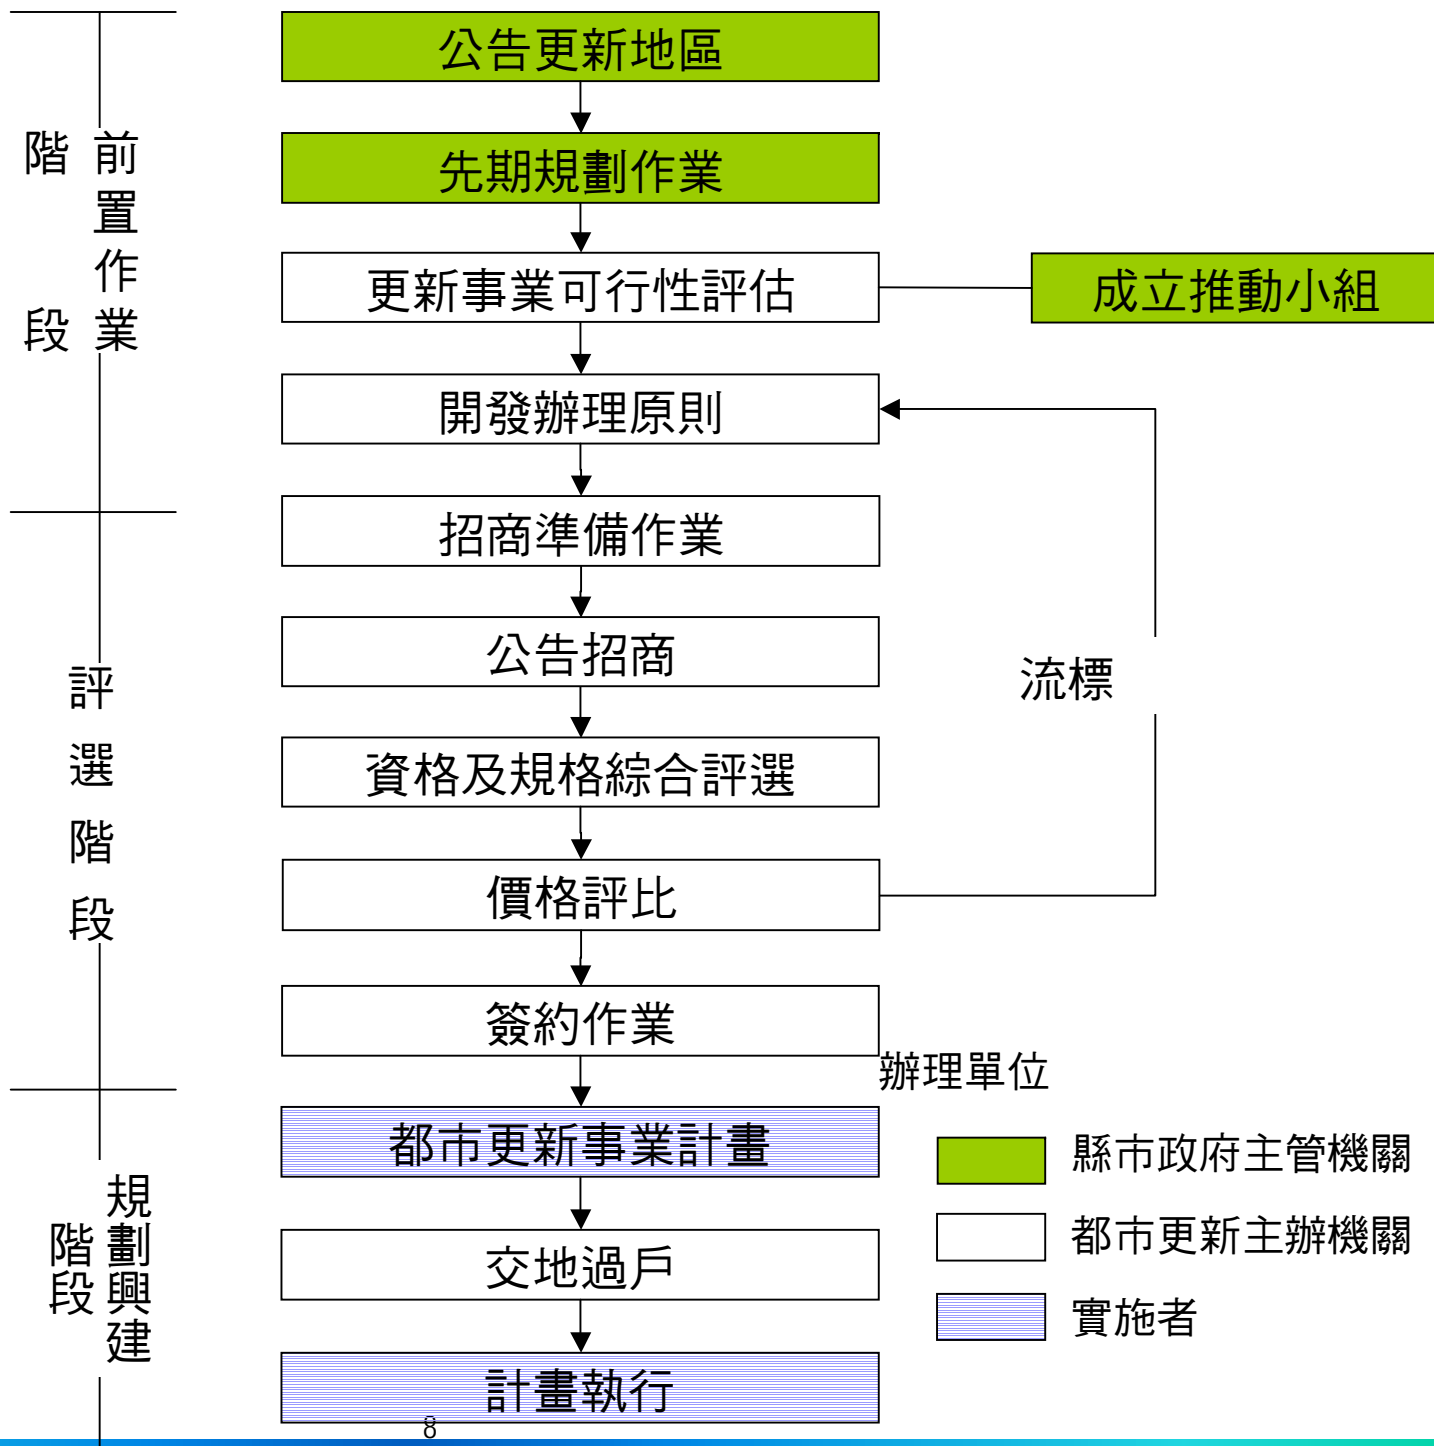 公告更新地區
前置作業
階段
先期規劃作業
更新事業可行性評估
成立推動小組
開發辦理原則
招商準備作業
公告招商
流標
評選階段
資格及規格綜合評選
價格評比
簽約作業
辦理單位
都市更新事業計畫
縣市政府主管機關
規劃興建
階段
交地過戶
都市更新主辦機關
實施者
計畫執行
8